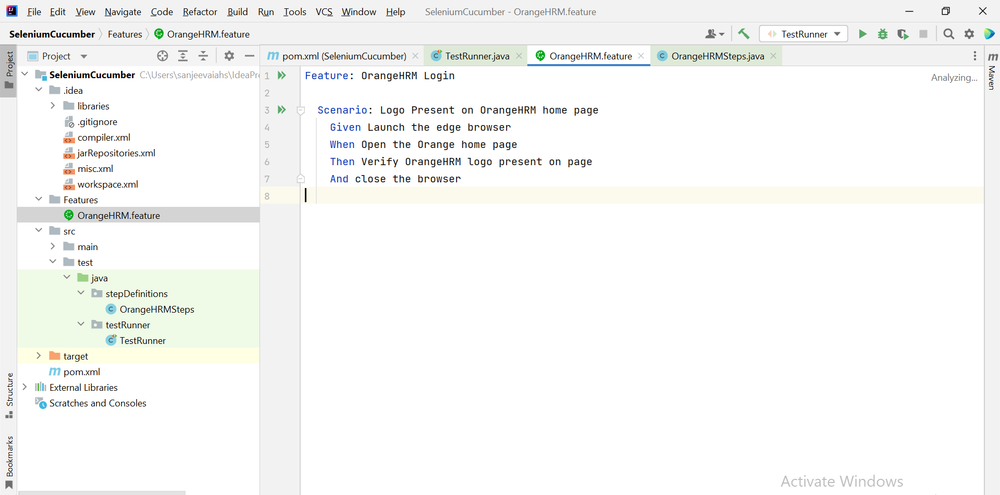 File Edit View Navigate Code Refactor Build Run Tools VCS Window Help SeleniumCucumber - OrangeHRM.feature
SeleniumCucumber Features OrangeHRM.feature TestRunner
Project
Project
pom.xml (SeleniumCucumber) TestRunner.java OrangeHRM.feature OrangeHRMSteps.java
Maven
SeleniumCucumber C:\Users\sanjeevaiahs\IdeaPr
.idea
libraries
.gitignore
compiler.xml
jarRepositories.xml
misc.xml
workspace.xml
Features
OrangeHRM.feature
src
main
test
java
stepDefinitions
OrangeHRMSteps
testRunner
TestRunner
target
pom.xml
External Libraries
Scratches and Consoles
Structure
Bookmarks
1 Feature: OrangeHRM Login
Analyzing...
2
3 Scenario: Logo Present on OrangeHRM home page
4 Given Launch the edge browser
5 When Open the Orange home page
6 Then Verify OrangeHRM logo present on page
7 And close the browser
8
Activate Windows